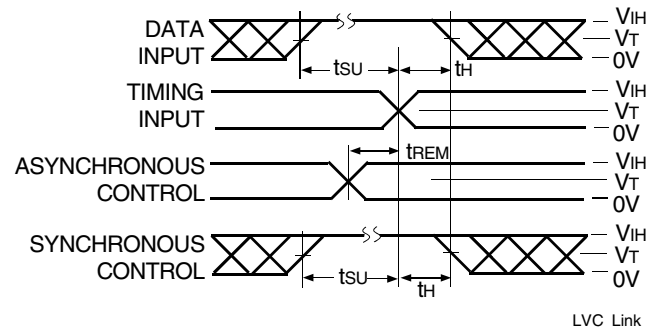 DATA
INPUT
VIH
VT
0V
tSU
tH
TIMING
INPUT
VIH
VT
0V
tREM
ASYNCHRONOUS
CONTROL
VIH
VT
0V
SYNCHRONOUS
CONTROL
VIH
VT
0V
tSU
tH
LVC Link